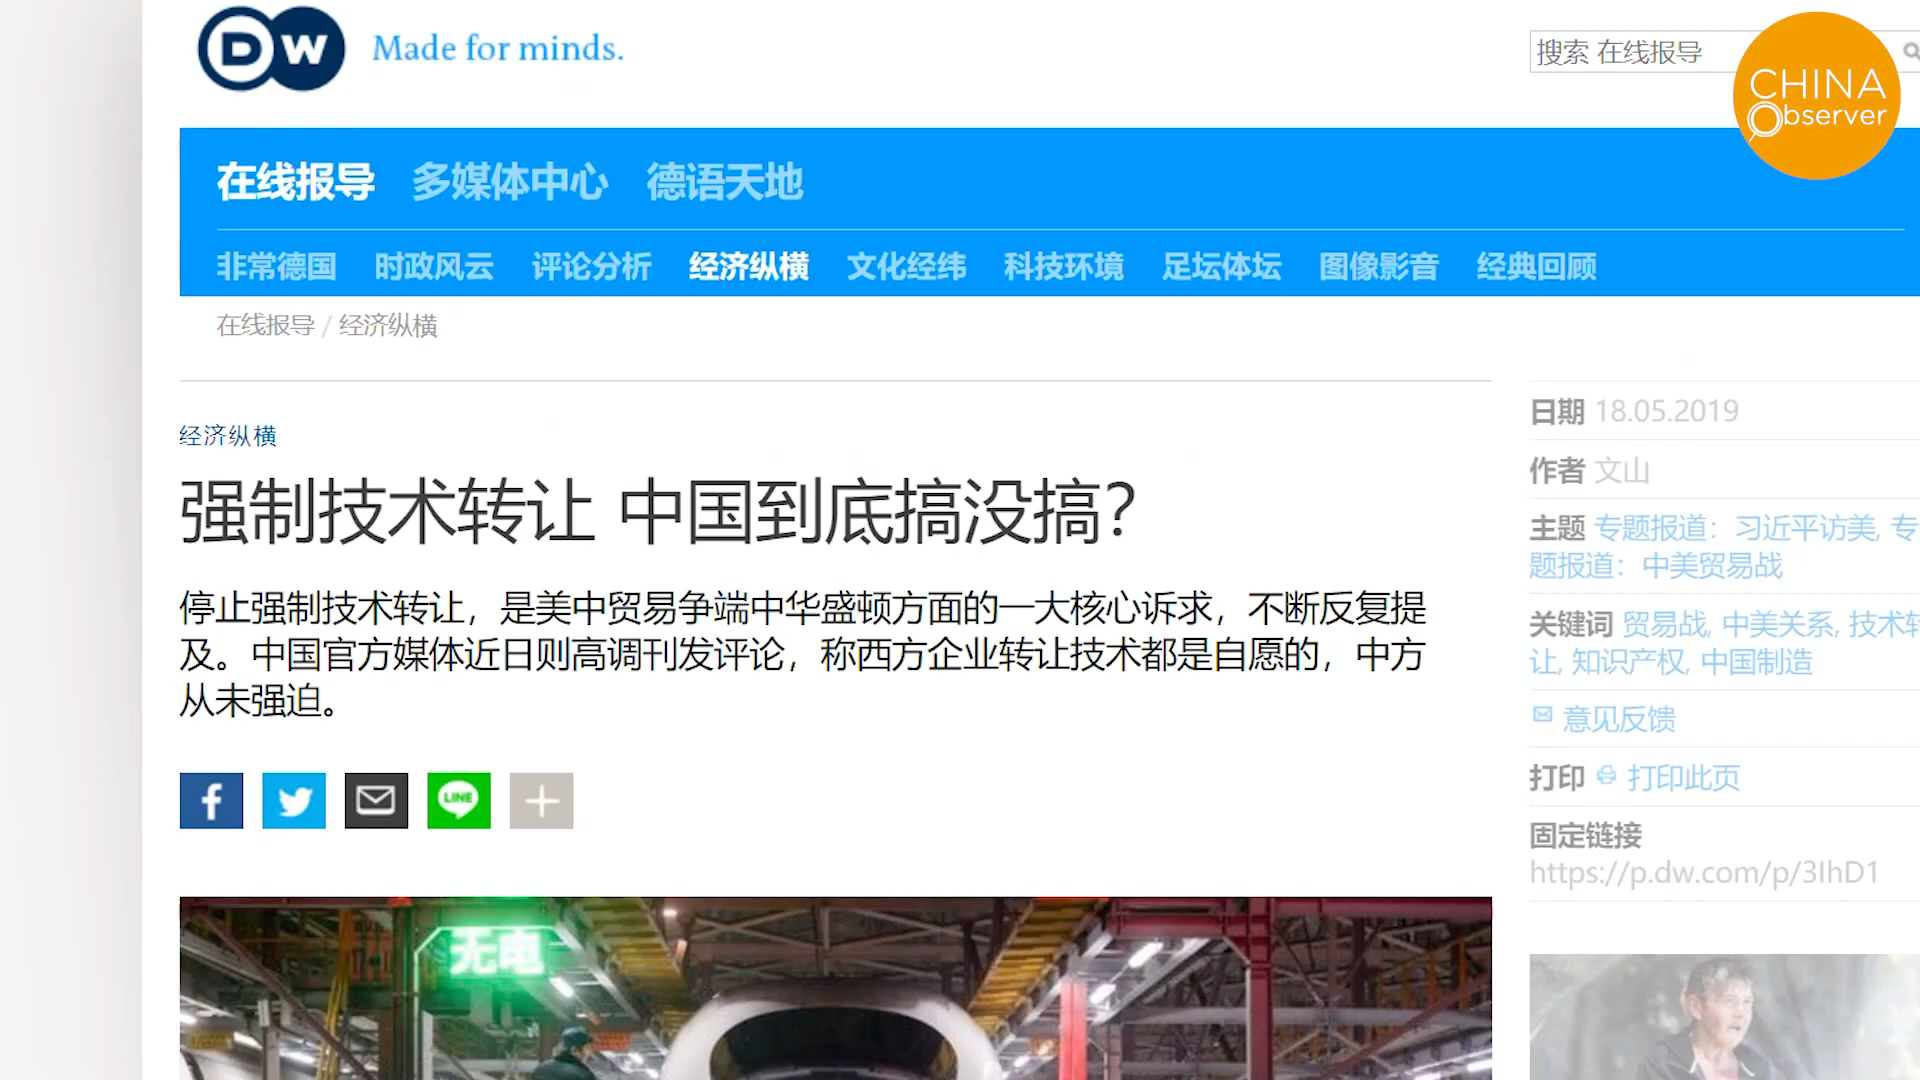 DW Made for minds.
搜索 在线报导
CHINA
Observer
在线报导 多媒体中心 德语天地
非常德国 时政风云 评论分析 经济纵横 文化经纬 科技环境 足坛体坛 图像影音 经典回顾
在线报导 / 经济纵横
经济纵横
强制技术转让 中国到底搞没搞？
停止强制技术转让，是美中贸易争端中华盛顿方面的一大核心诉求，不断反复提
及。中国官方媒体近日则高调刊发评论，称西方企业转让技术都是自愿的，中方
从未强迫。
LINE
无电
日期 18.05.2019
作者 文山
主题 专题报道：习近平访美, 专
题报道：中美贸易战
关键词 贸易战, 中美关系, 技术转
让, 知识产权, 中国制造
意见反馈
打印 打印此页
固定链接
https://p.dw.com/p/3IhD1